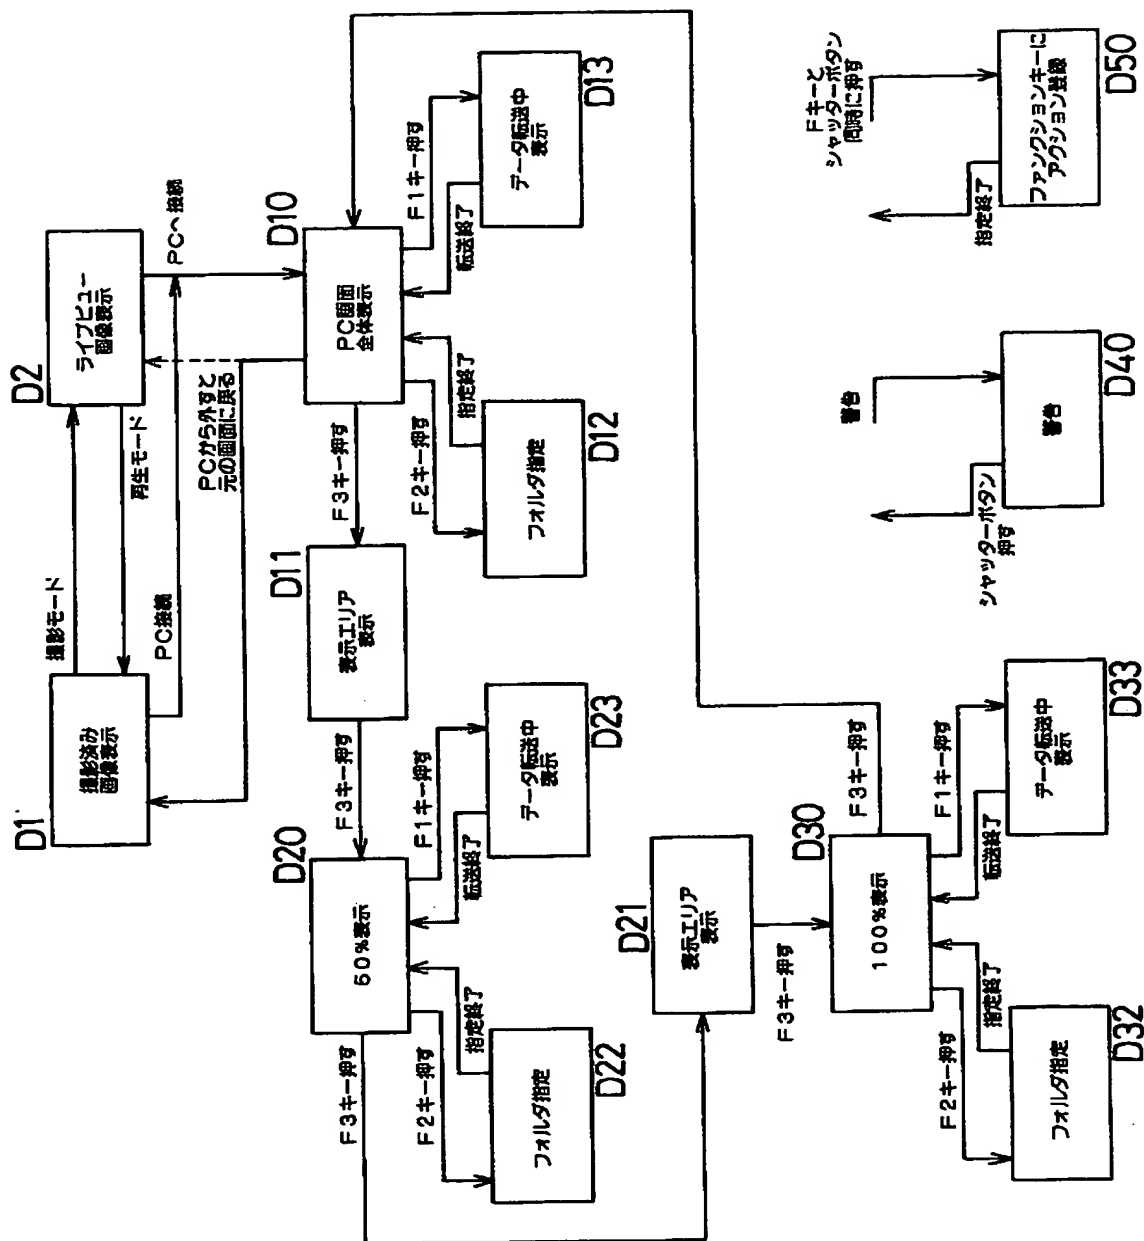 D1
撮影済み
画像表示
撮影モード
再生モード
D2
ライブビュー
画像表示
PC接続
PCへ接続
PCから外すと
元の画面に戻る
D20
50%表示
F3キー押す
D11
表示エリア
表示
F3キー押す
D10
PC画面
全体表示
F2キー押す
指定終了
D22
フォルダ指定
F1キー押す
転送終了
D23
データ転送中
表示
F2キー押す
指定終了
D12
フォルダ指定
F1キー押す
転送終了
D13
データ転送中
表示
F3キー押す
D21
表示エリア
表示
F3キー押す
D30
100%表示
F3キー押す
F2キー押す
指定終了
D32
フォルダ指定
F1キー押す
転送終了
D33
データ転送中
表示
警告
シャッターボタン
押す
警告
D40
Fキーと
シャッターボタン
同時に押す
指定終了
ファンクションキーに
アクション登録
D50